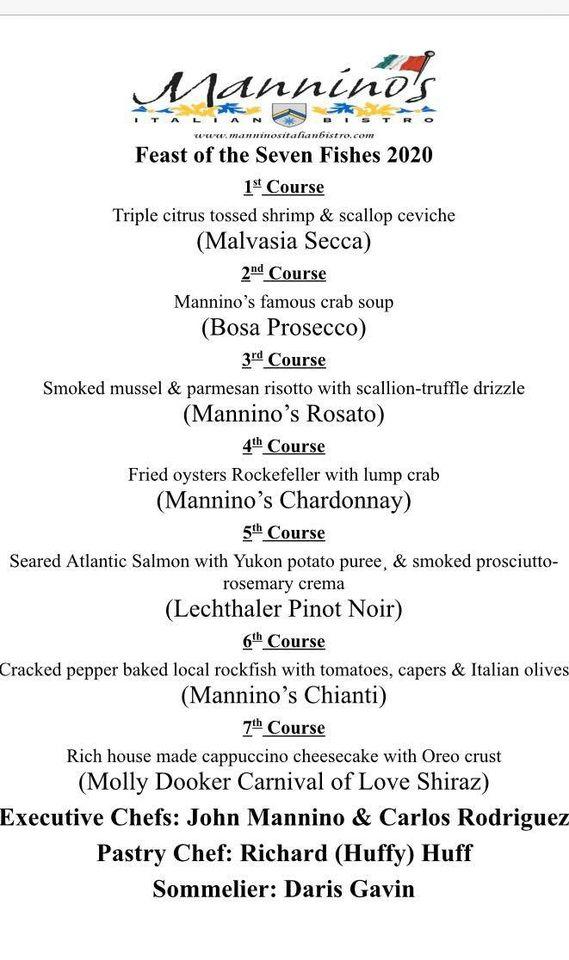 Mannino's
ITALIAN BISTRO
www.manninositalianbistro.com
Feast of the Seven Fishes 2020
1st Course
Triple citrus tossed shrimp & scallop ceviche
(Malvasia Secca)
2nd Course
Mannino's famous crab soup
(Bosa Prosecco)
3rd Course
Smoked mussel & parmesan risotto with scallion-truffle drizzle
(Mannino's Rosato)
4th Course
Fried oysters Rockefeller with lump crab
(Mannino's Chardonnay)
5th Course
Seared Atlantic Salmon with Yukon potato puree, & smoked prosciutto-
rosemary crema
(Lechthaler Pinot Noir)
6th Course
Cracked pepper baked local rockfish with tomatoes, capers & Italian olives
(Mannino's Chianti)
7th Course
Rich house made cappuccino cheesecake with Oreo crust
(Molly Dooker Carnival of Love Shiraz)
Executive Chefs: John Mannino & Carlos Rodriguez
Pastry Chef: Richard (Huffy) Huff
Sommelier: Daris Gavin